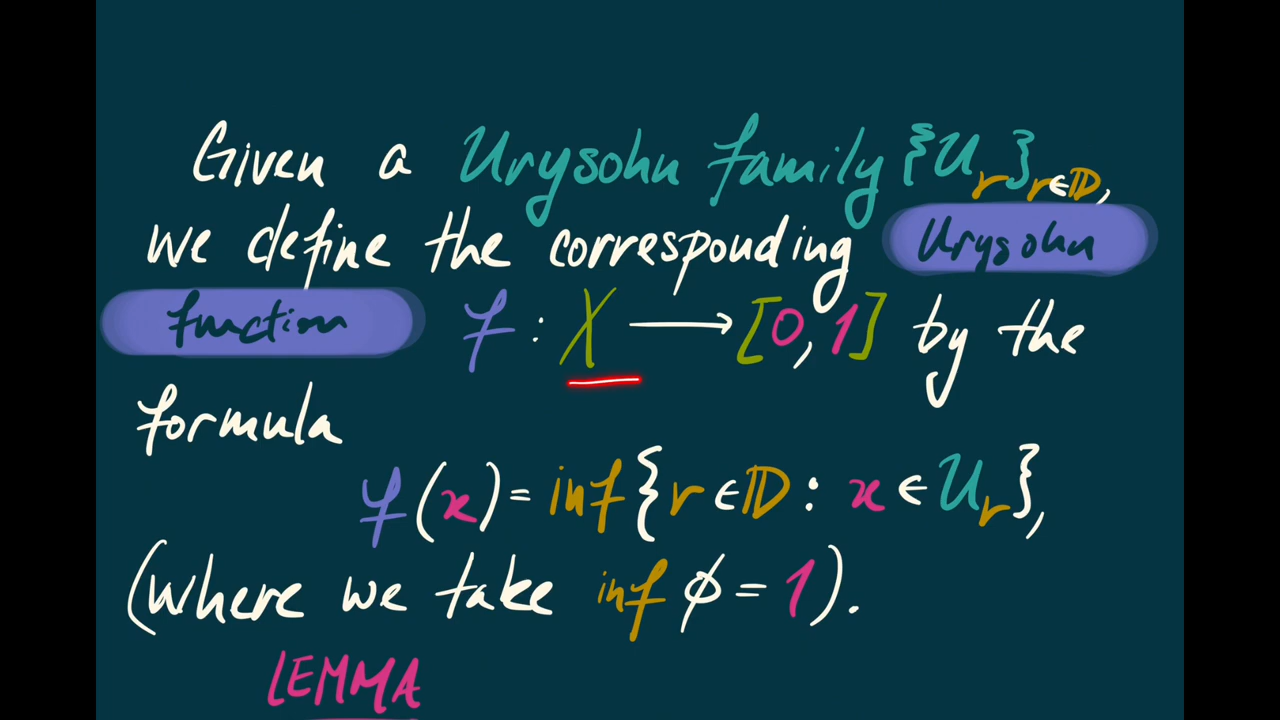 Given a Urysohn family {U_r}_{r∈𝔻},
we define the corresponding Urysohn
function f : X ⟶ [0,1] by the
formula
f(x) = inf{r∈𝔻 : x∈U_r},
(where we take inf ϕ = 1).
LEMMA